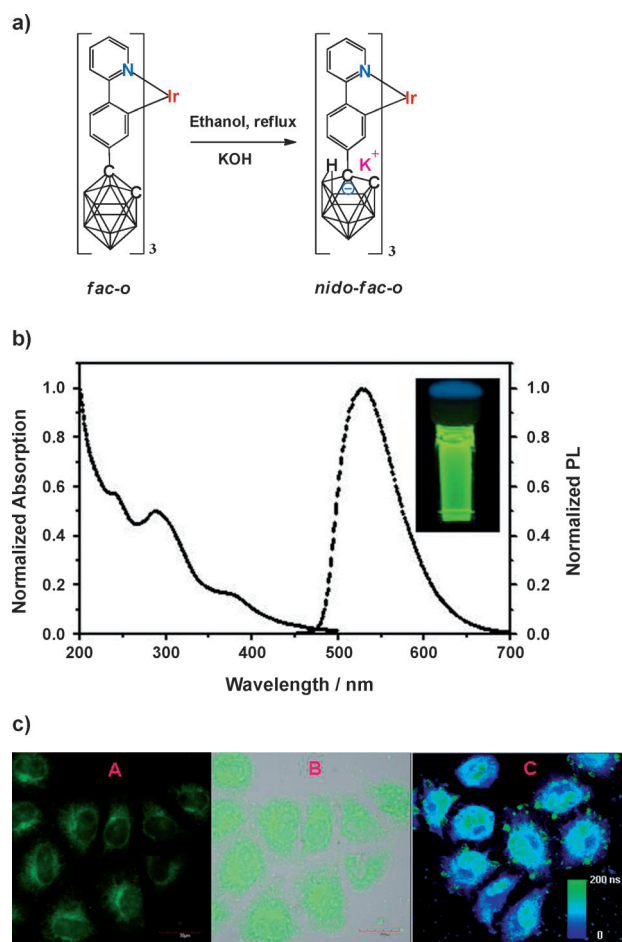 a)
N
Ir
Ethanol, reflux
KOH
C
C
3
fac-o
N
Ir
H
K+
C
C
⊖
3
nido-fac-o
b)
Normalized Absorption
1.0
0.8
0.6
0.4
0.2
0.0
200 300 400 500 600 700
Wavelength / nm
1.0
0.8
0.6
0.4
0.2
0.0
Normalized PL
c)
A
B
C
200 ns
0